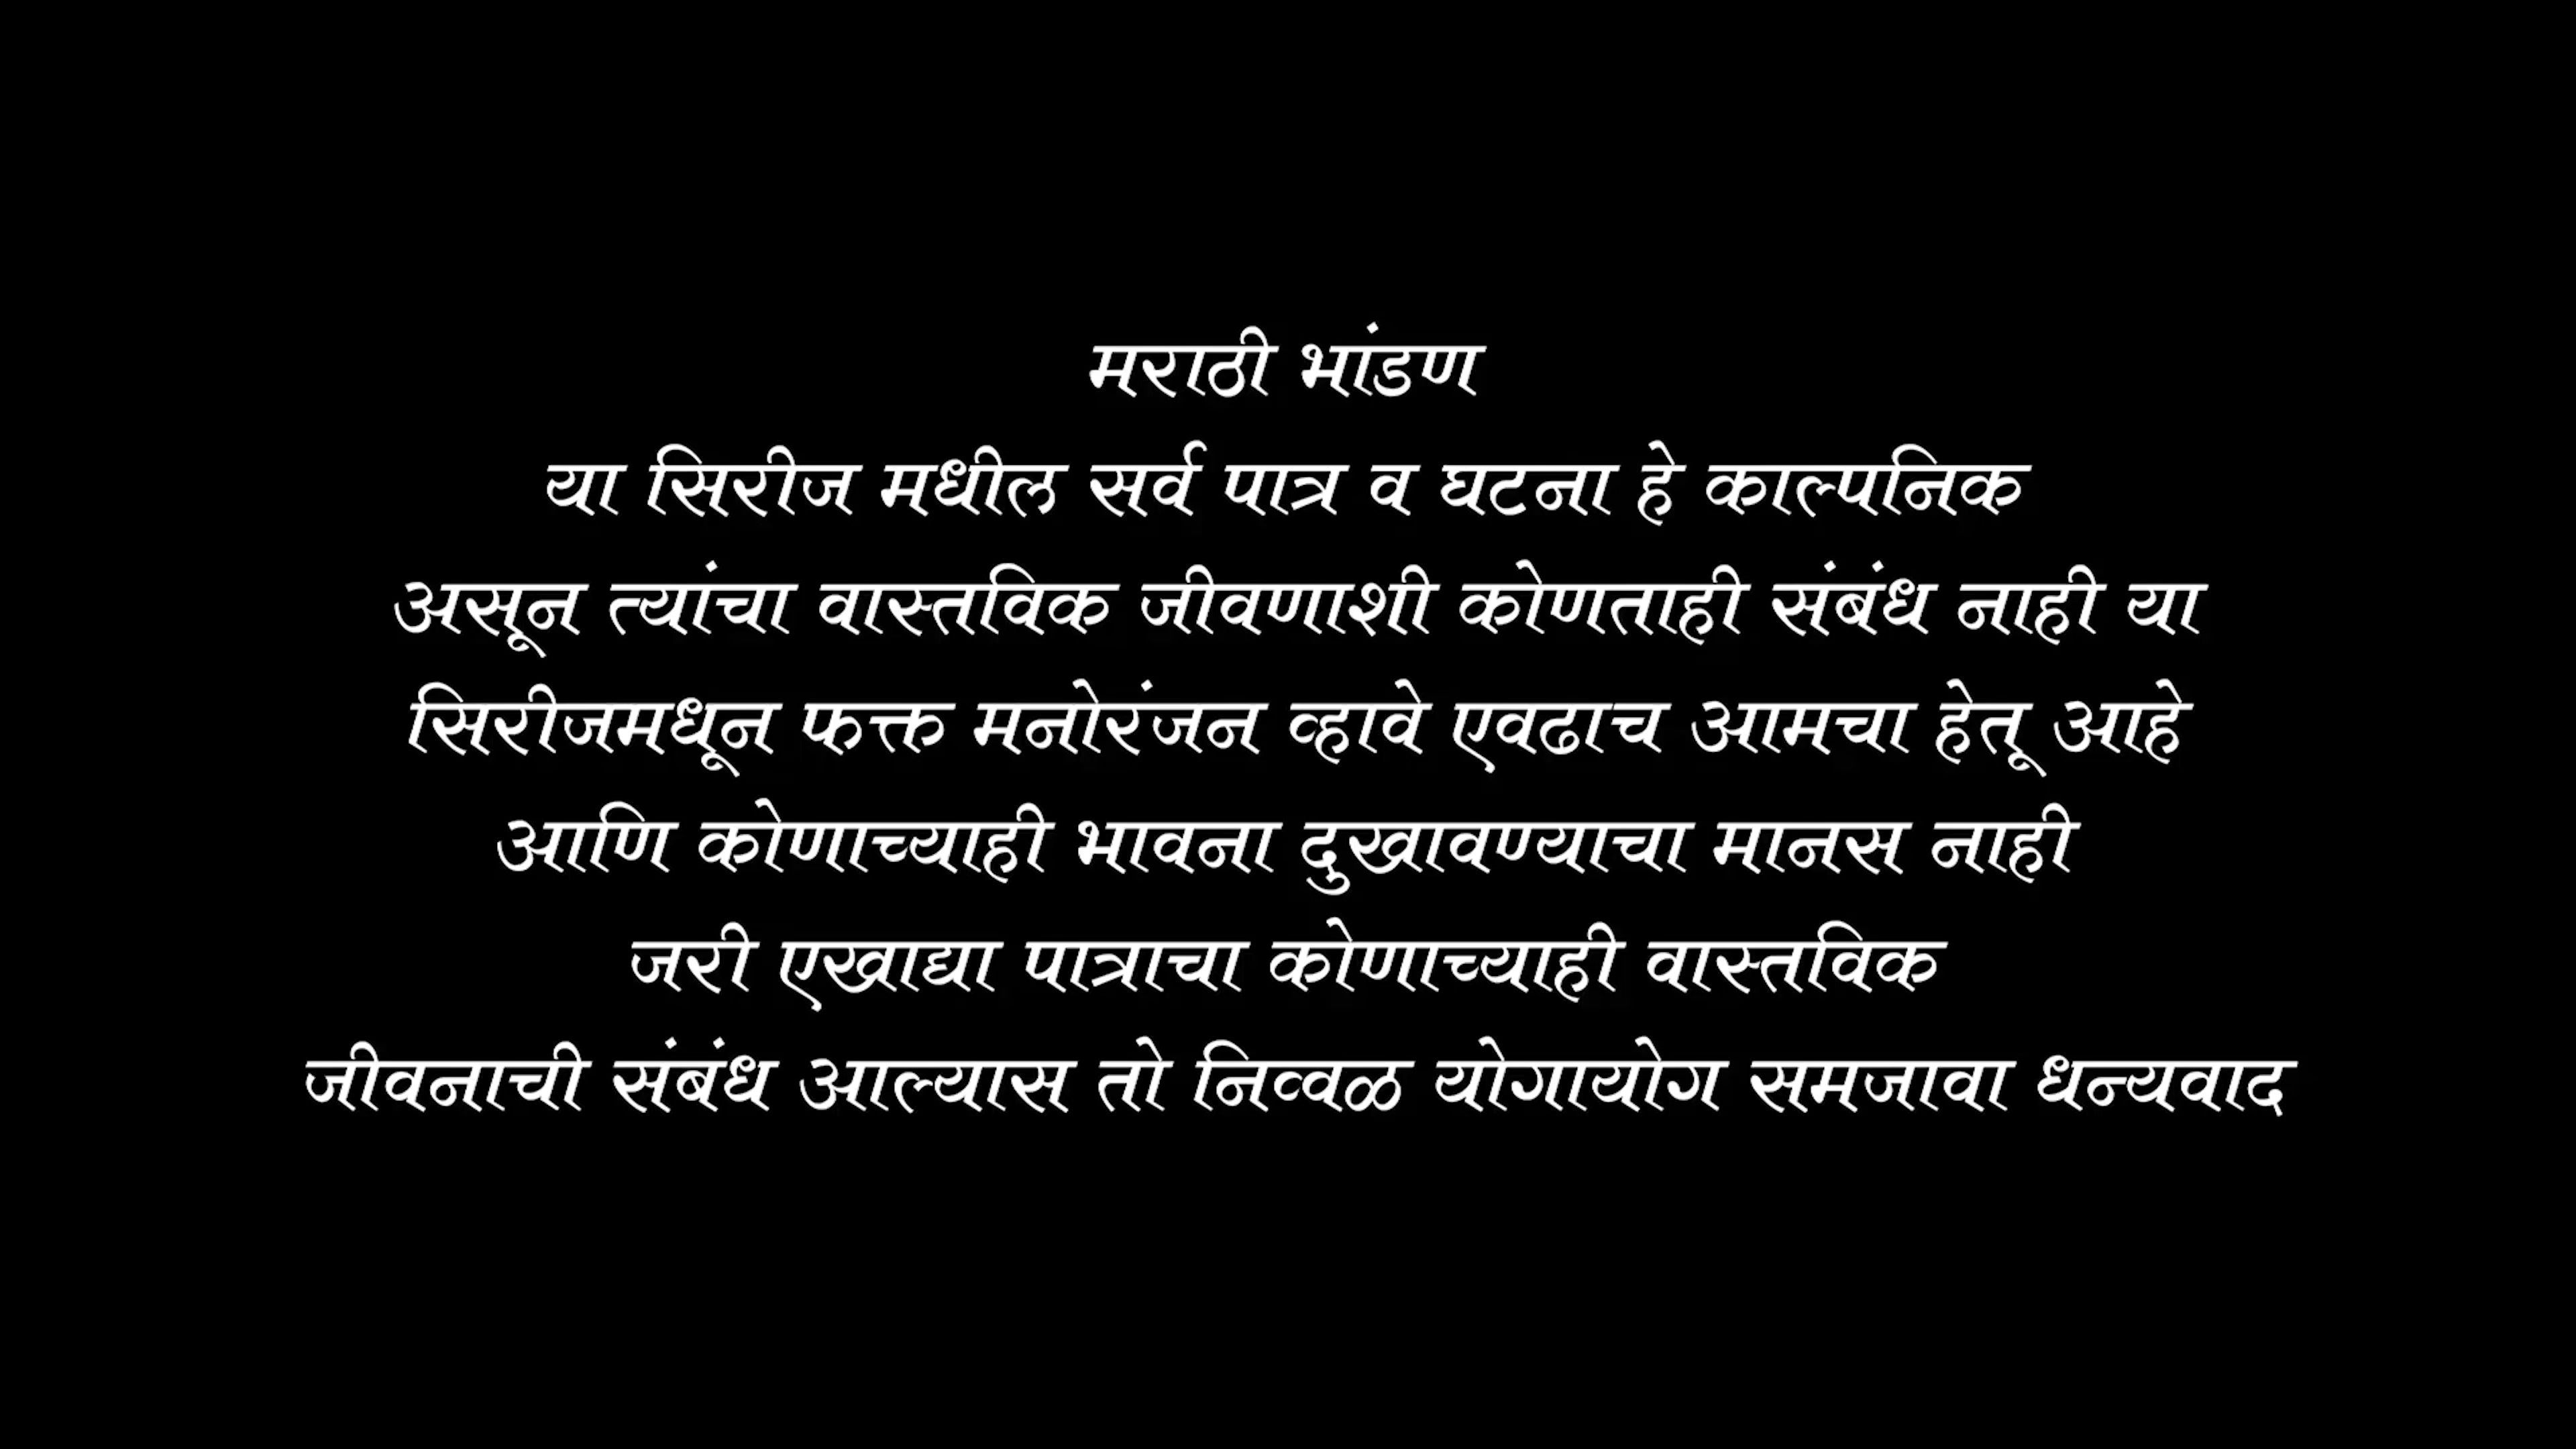 मराठी भांडण
या सिरीज मधील सर्व पात्र व घटना हे काल्पनिक
असून त्यांचा वास्तविक जीवणाशी कोणताही संबंध नाही या
सिरीजमधून फक्त मनोरंजन व्हावे एवढाच आमचा हेतू आहे
आणि कोणाच्याही भावना दुखावण्याचा मानस नाही
जरी एखाद्या पात्राचा कोणाच्याही वास्तविक
जीवनाची संबंध आल्यास तो निव्वळ योगायोग समजावा धन्यवाद